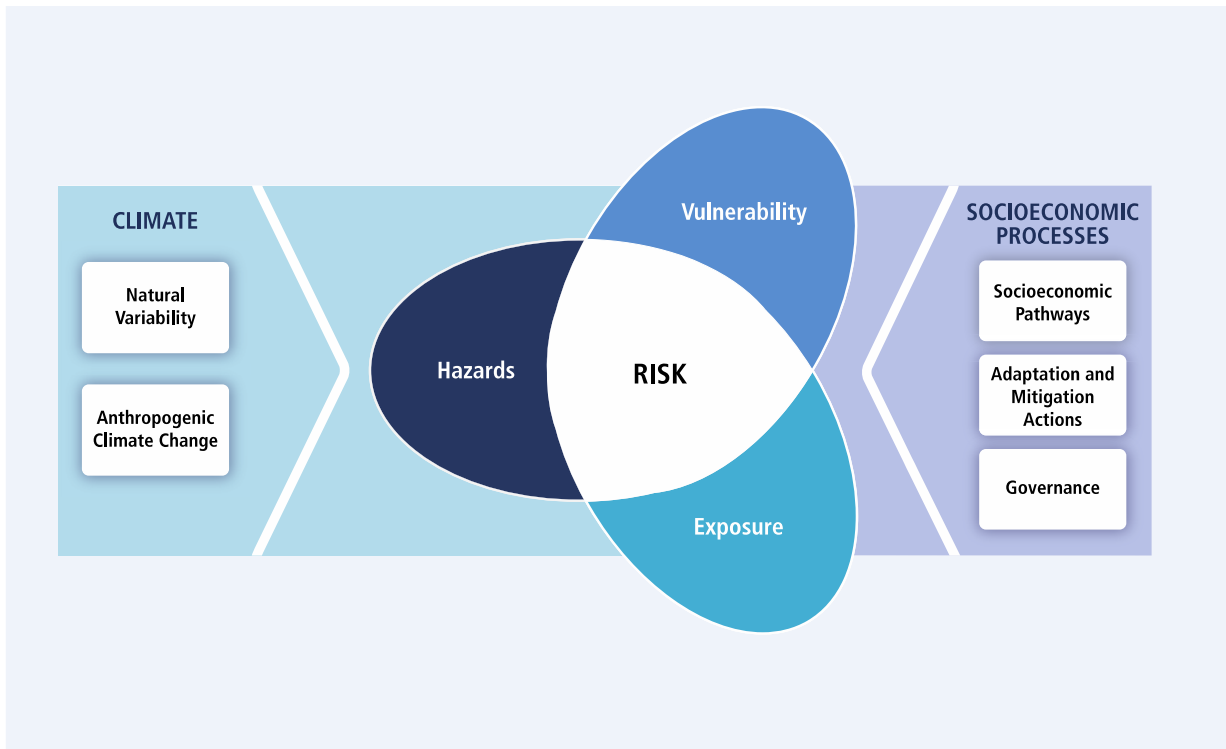 CLIMATE
Natural
Variability
Anthropogenic
Climate Change
Vulnerability
Hazards
RISK
Exposure
SOCIOECONOMIC
PROCESSES
Socioeconomic
Pathways
Adaptation and
Mitigation
Actions
Governance